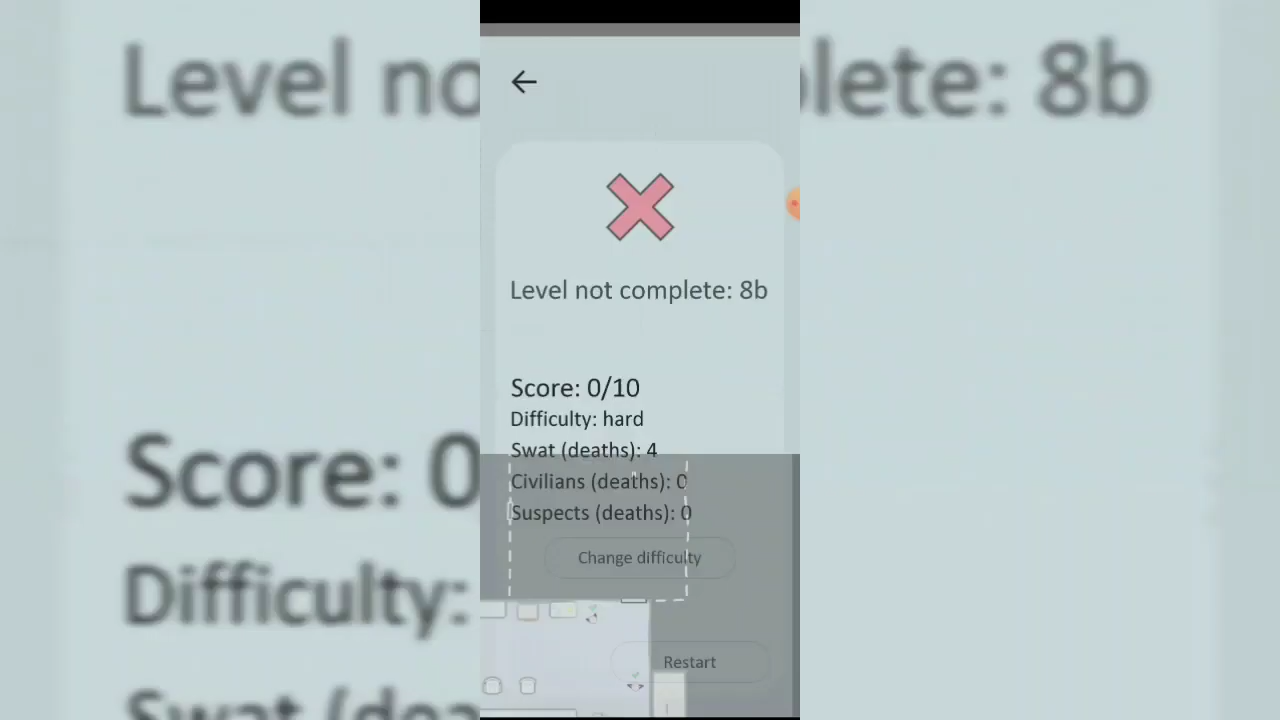 Level not complete: 8b
Score: 0/10
Difficulty: hard
Swat (deaths): 4
Civilians (deaths): 0
Suspects (deaths): 0
Change difficulty
Restart